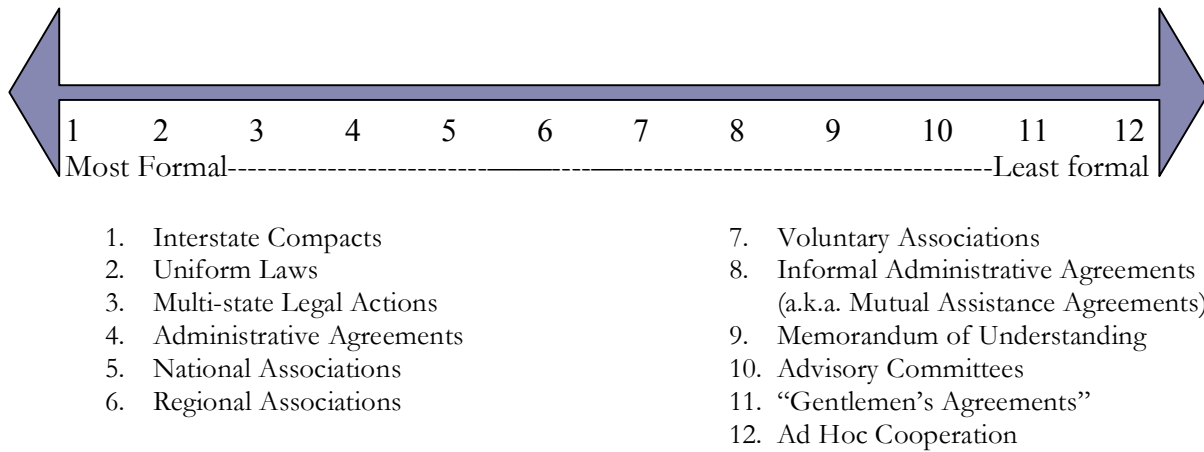 1 2 3 4 5 6 7 8 9 10 11 12
Most Formal-----------------------------------------------------------------------Least formal
1. Interstate Compacts
2. Uniform Laws
3. Multi-state Legal Actions
4. Administrative Agreements
5. National Associations
6. Regional Associations
7. Voluntary Associations
8. Informal Administrative Agreements
(a.k.a. Mutual Assistance Agreements)
9. Memorandum of Understanding
10. Advisory Committees
11. “Gentlemen’s Agreements”
12. Ad Hoc Cooperation